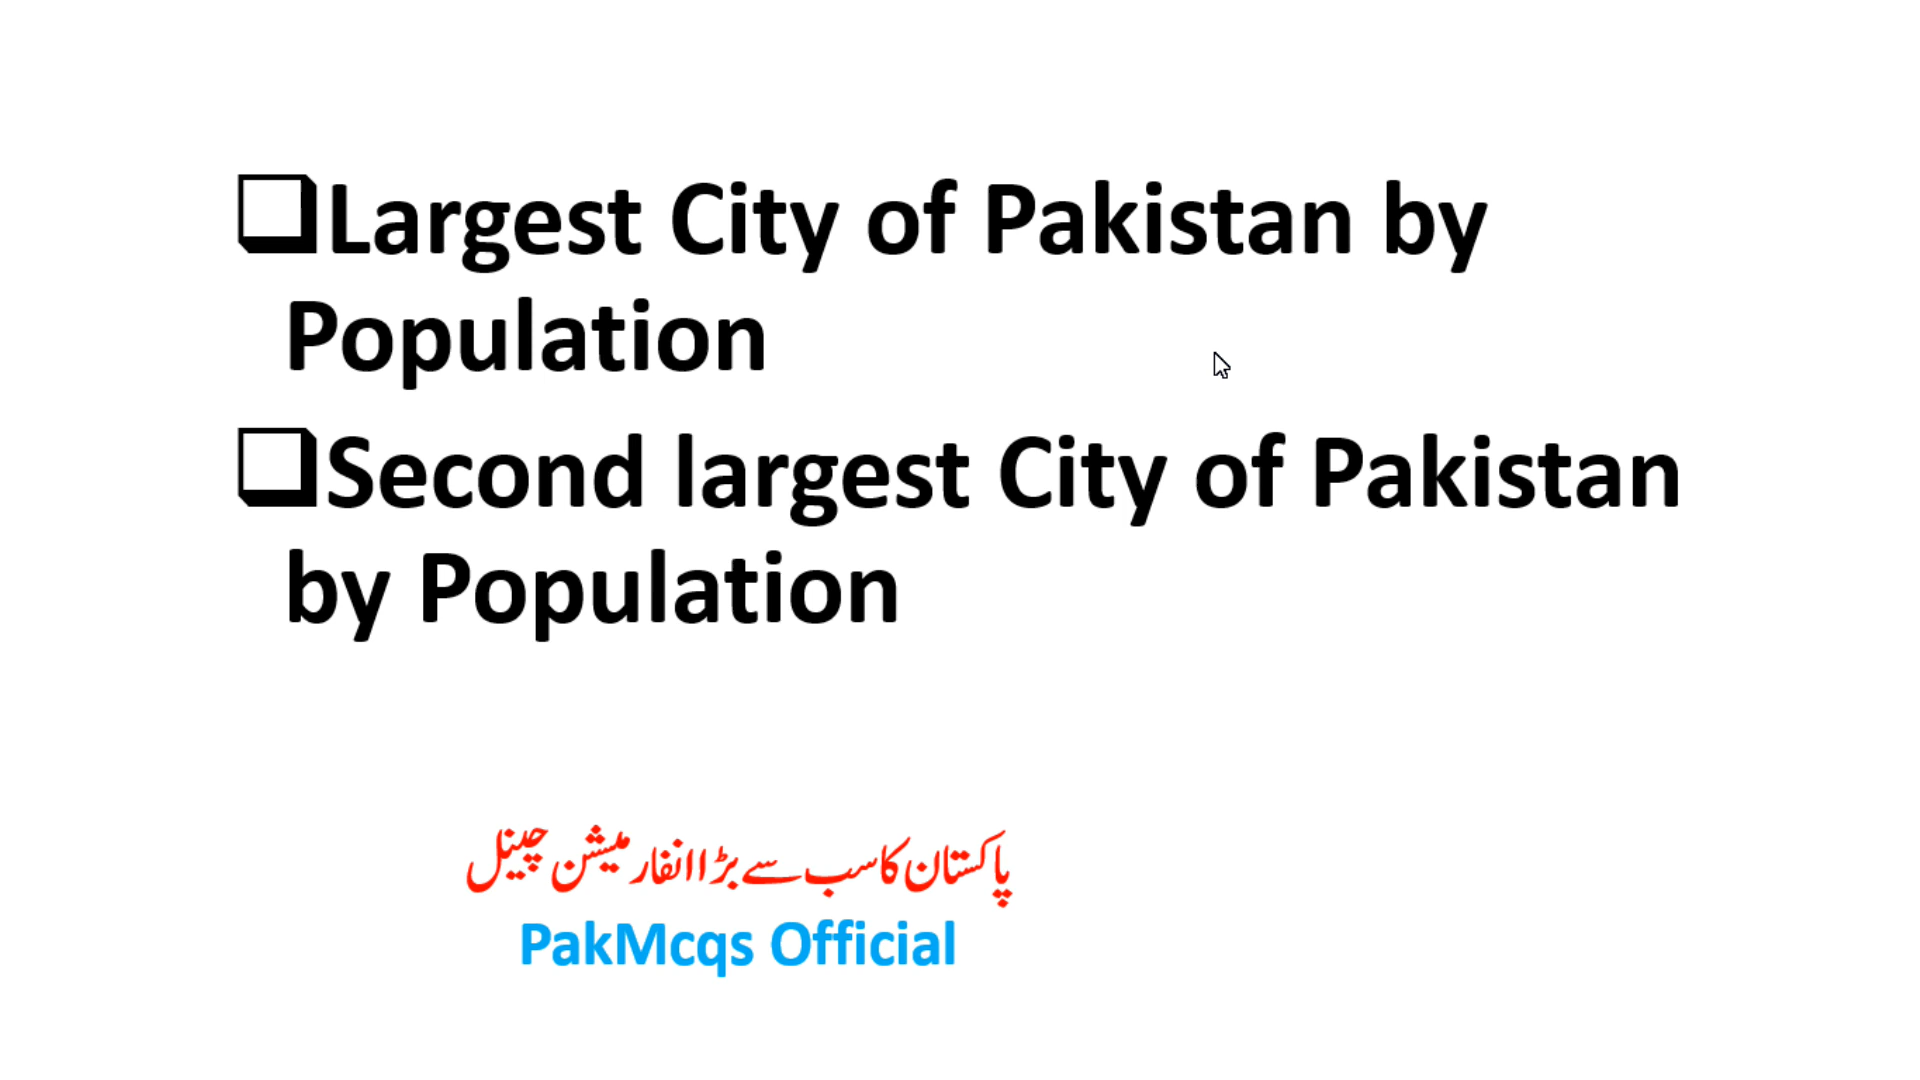 ❑Largest City of Pakistan by
Population
❑Second largest City of Pakistan
by Population
پاکستان کا سب سے بڑا انفارمیشن چینل
PakMcqs Official